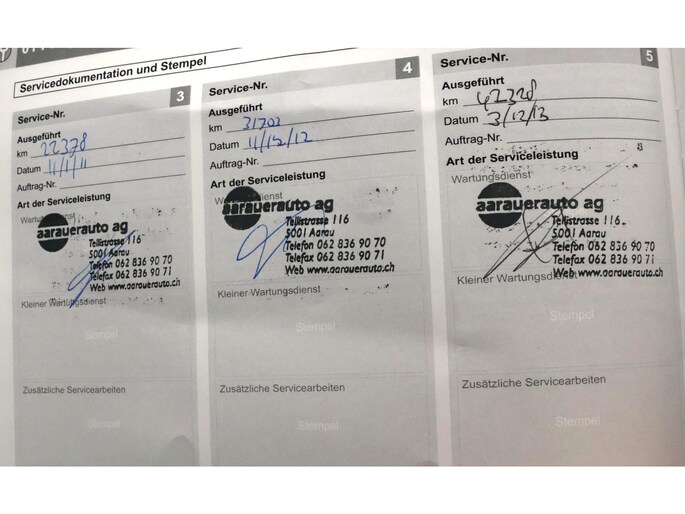 Servicedokumentation und Stempel
Service-Nr. 3
Ausgeführt
km 22378
Datum 11/1/11
Auftrag-Nr.
Art der Serviceleistung
Wartungsdienst
aarauerauto ag
Tellistrasse 116
5001 Aarau
Telefon 062 836 90 70
Telefax 062 836 90 71
Web www.aarauerauto.ch
Kleiner Wartungsdienst
Stempel
Zusätzliche Servicearbeiten
Stempel
Service-Nr. 4
Ausgeführt
km 31703
Datum 11/12/12
Auftrag-Nr.
Art der Serviceleistung
Wartungsdienst
aarauerauto ag
Tellistrasse 116
5001 Aarau
Telefon 062 836 90 70
Telefax 062 836 90 71
Web www.aarauerauto.ch
Kleiner Wartungsdienst
Stempel
Zusätzliche Servicearbeiten
Stempel
Service-Nr. 5
Ausgeführt
km 42328
Datum 3/12/13
Auftrag-Nr.
Art der Serviceleistung
Wartungsdienst
aarauerauto ag
Tellistrasse 116
5001 Aarau
Telefon 062 836 90 70
Telefax 062 836 90 71
Web www.aarauerauto.ch
Kleiner Wartungsdienst
Stempel
Zusätzliche Servicearbeiten
Stempel